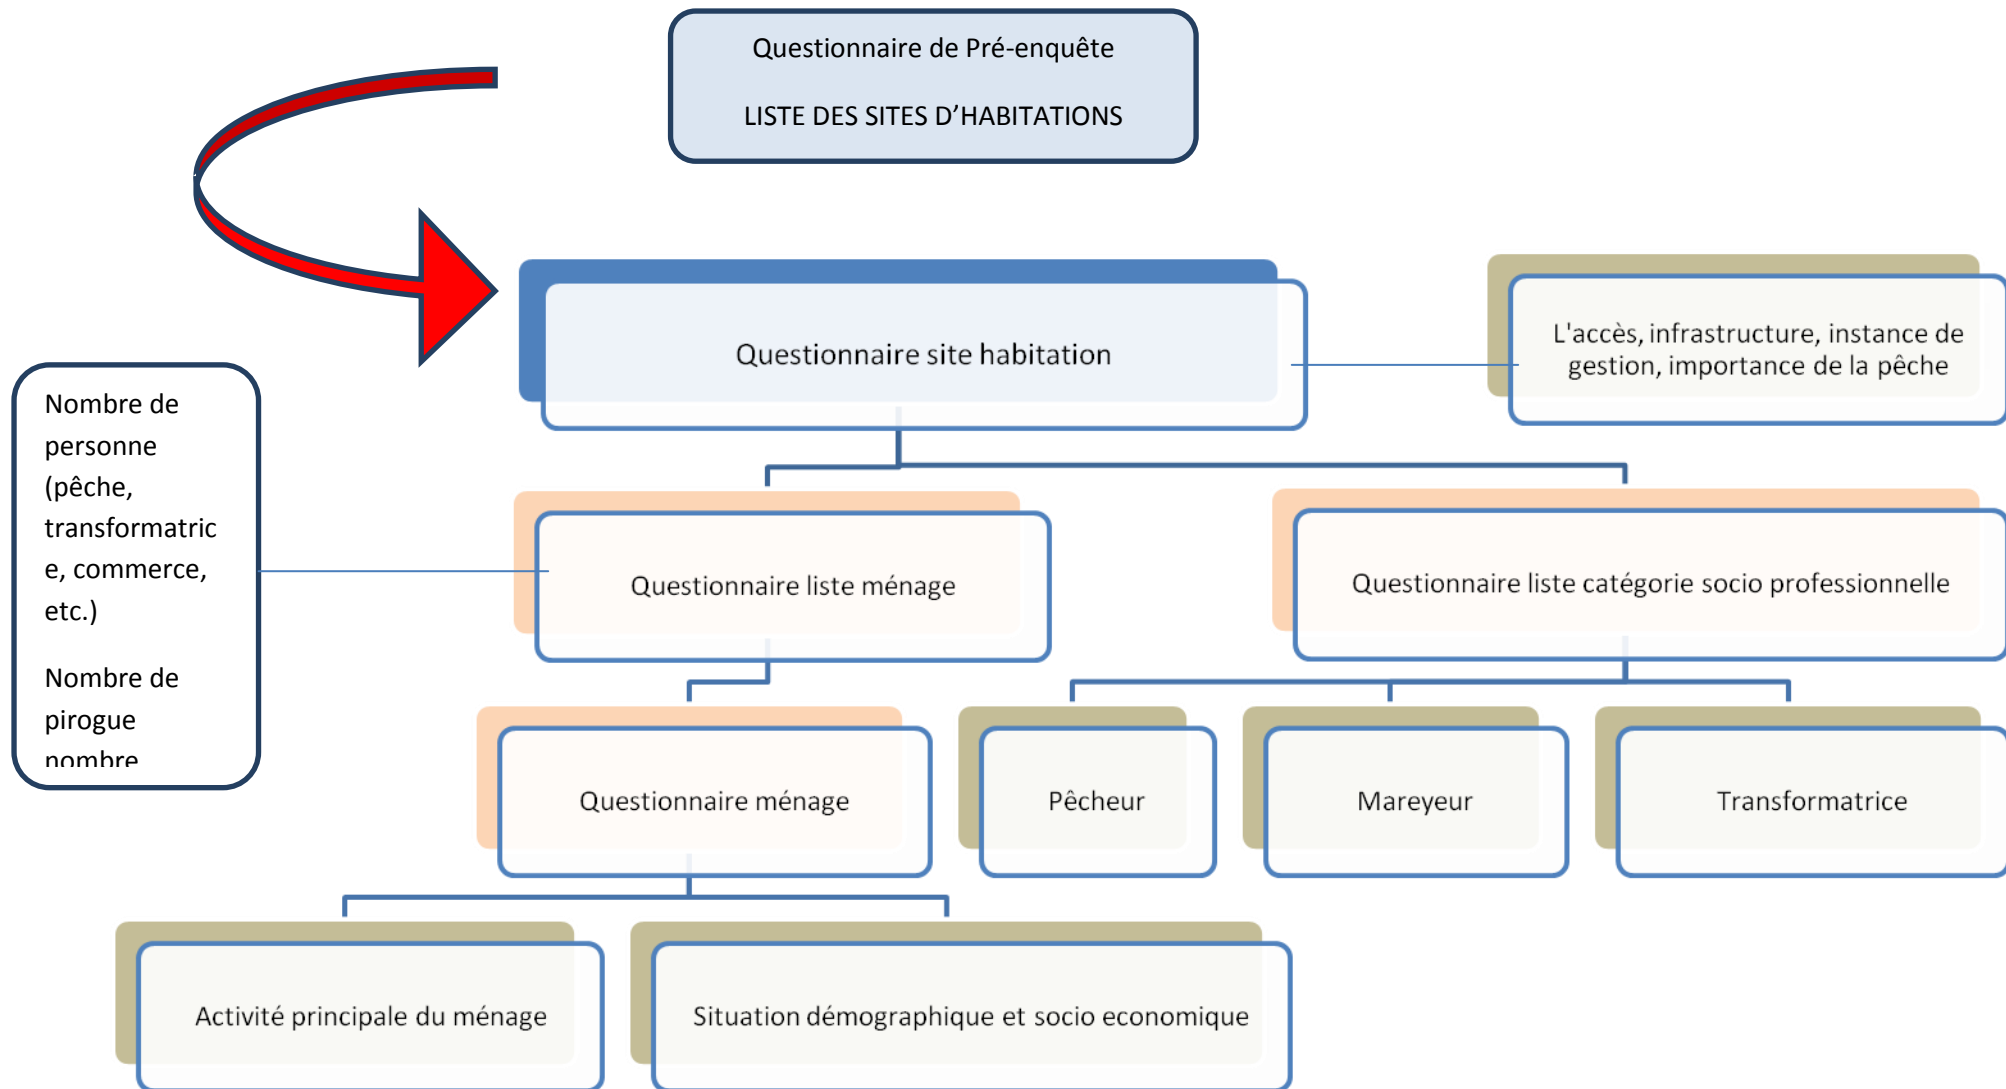 Questionnaire de Pré-enquête
LISTE DES SITES D’HABITATIONS
Questionnaire site habitation
L'accès, infrastructure, instance de
gestion, importance de la pêche
Nombre de
personne
(pêche,
transformatric
e, commerce,
etc.)
Nombre de
pirogue
nombre
Questionnaire liste ménage
Questionnaire liste catégorie socio professionnelle
Questionnaire ménage
Pêcheur
Mareyeur
Transformatrice
Activité principale du ménage
Situation démographique et socio economique